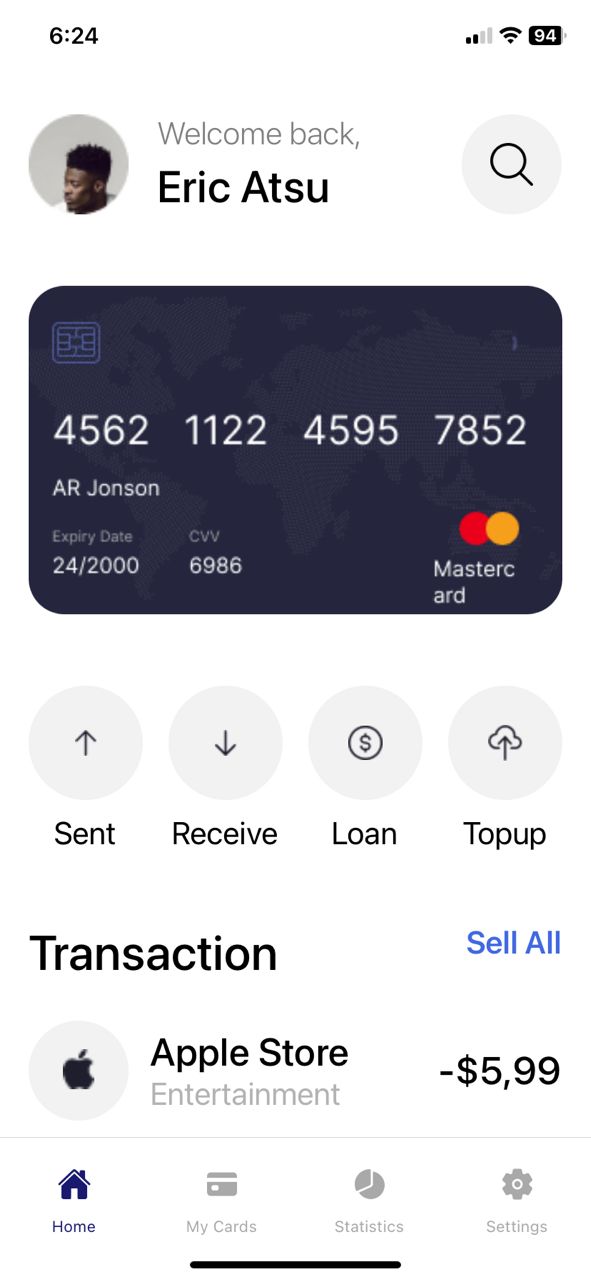 6:24
94
Welcome back,
Eric Atsu
4562 1122 4595 7852
AR Jonson
Expiry Date
24/2000
CVV
6986
Masterc
ard
Sent
Receive
Loan
Topup
Transaction
Sell All
Apple Store
Entertainment
-$5,99
Home
My Cards
Statistics
Settings